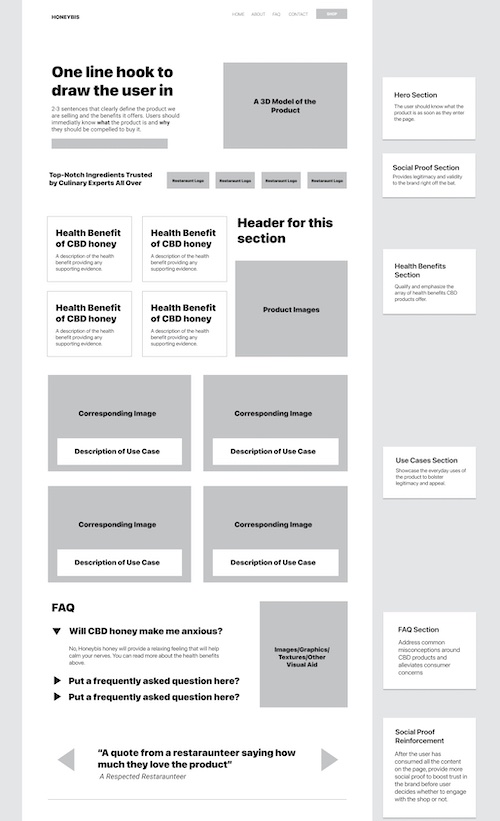 HONEYBIS
HOME ABOUT FAQ CONTACT SHOP
One line hook to
draw the user in
2-3 sentences that clearly define the product we
are selling and the benefits it offers. Users should
immediatly know what the product is and why
they should be compelled to buy it.
A 3D Model of the
Product
Hero Section
The user should know what the
product is as soon as they enter
the page.
Top-Notch Ingredients Trusted
by Culinary Experts All Over
Restaraunt Logo Restaraunt Logo Restaraunt Logo Restaraunt Logo
Social Proof Section
Provides legitimacy and validity
to the brand right off the bat.
Health Benefit
of CBD honey
A description of the health
benefit providing any
supporting evidence.
Health Benefit
of CBD honey
A description of the health
benefit providing any
supporting evidence.
Header for this
section
Health Benefit
of CBD honey
A description of the health
benefit providing any
supporting evidence.
Health Benefit
of CBD honey
A description of the health
benefit providing any
supporting evidence.
Product Images
Health Benefits
Section
Qualify and emphasize the
array of health benefits CBD
products offer.
Corresponding Image
Description of Use Case
Corresponding Image
Description of Use Case
Corresponding Image
Description of Use Case
Corresponding Image
Description of Use Case
Use Cases Section
Showcase the everyday uses of
the product to bolster
legitimacy and appeal.
FAQ
Will CBD honey make me anxious?
No, Honeybis honey will provide a relaxing feeling that will help
calm your nerves. You can read more about the health benefits
above.
Put a frequently asked question here?
Put a frequently asked question here?
Images/Graphics/
Textures/Other
Visual Aid
FAQ Section
Address common
misconceptions around
CBD products and
alleviates consumer
concerns
“A quote from a restaraunteer saying how
much they love the product”
A Respected Restaraunteer
Social Proof
Reinforcement
After the user has
consumed all the content
on the page, provide more
social proof to boost trust in
the brand before user
decides whether to engage
with the shop or not.